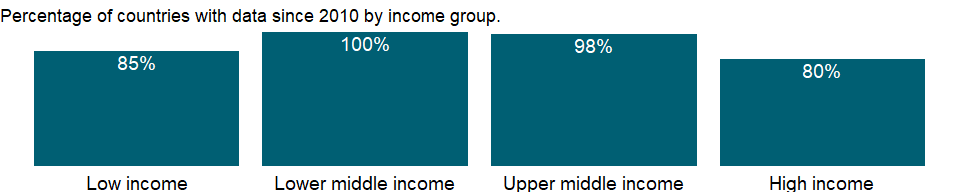 Percentage of countries with data since 2010 by income group.
85% 100% 98% 80%
Low income Lower middle income Upper middle income High income